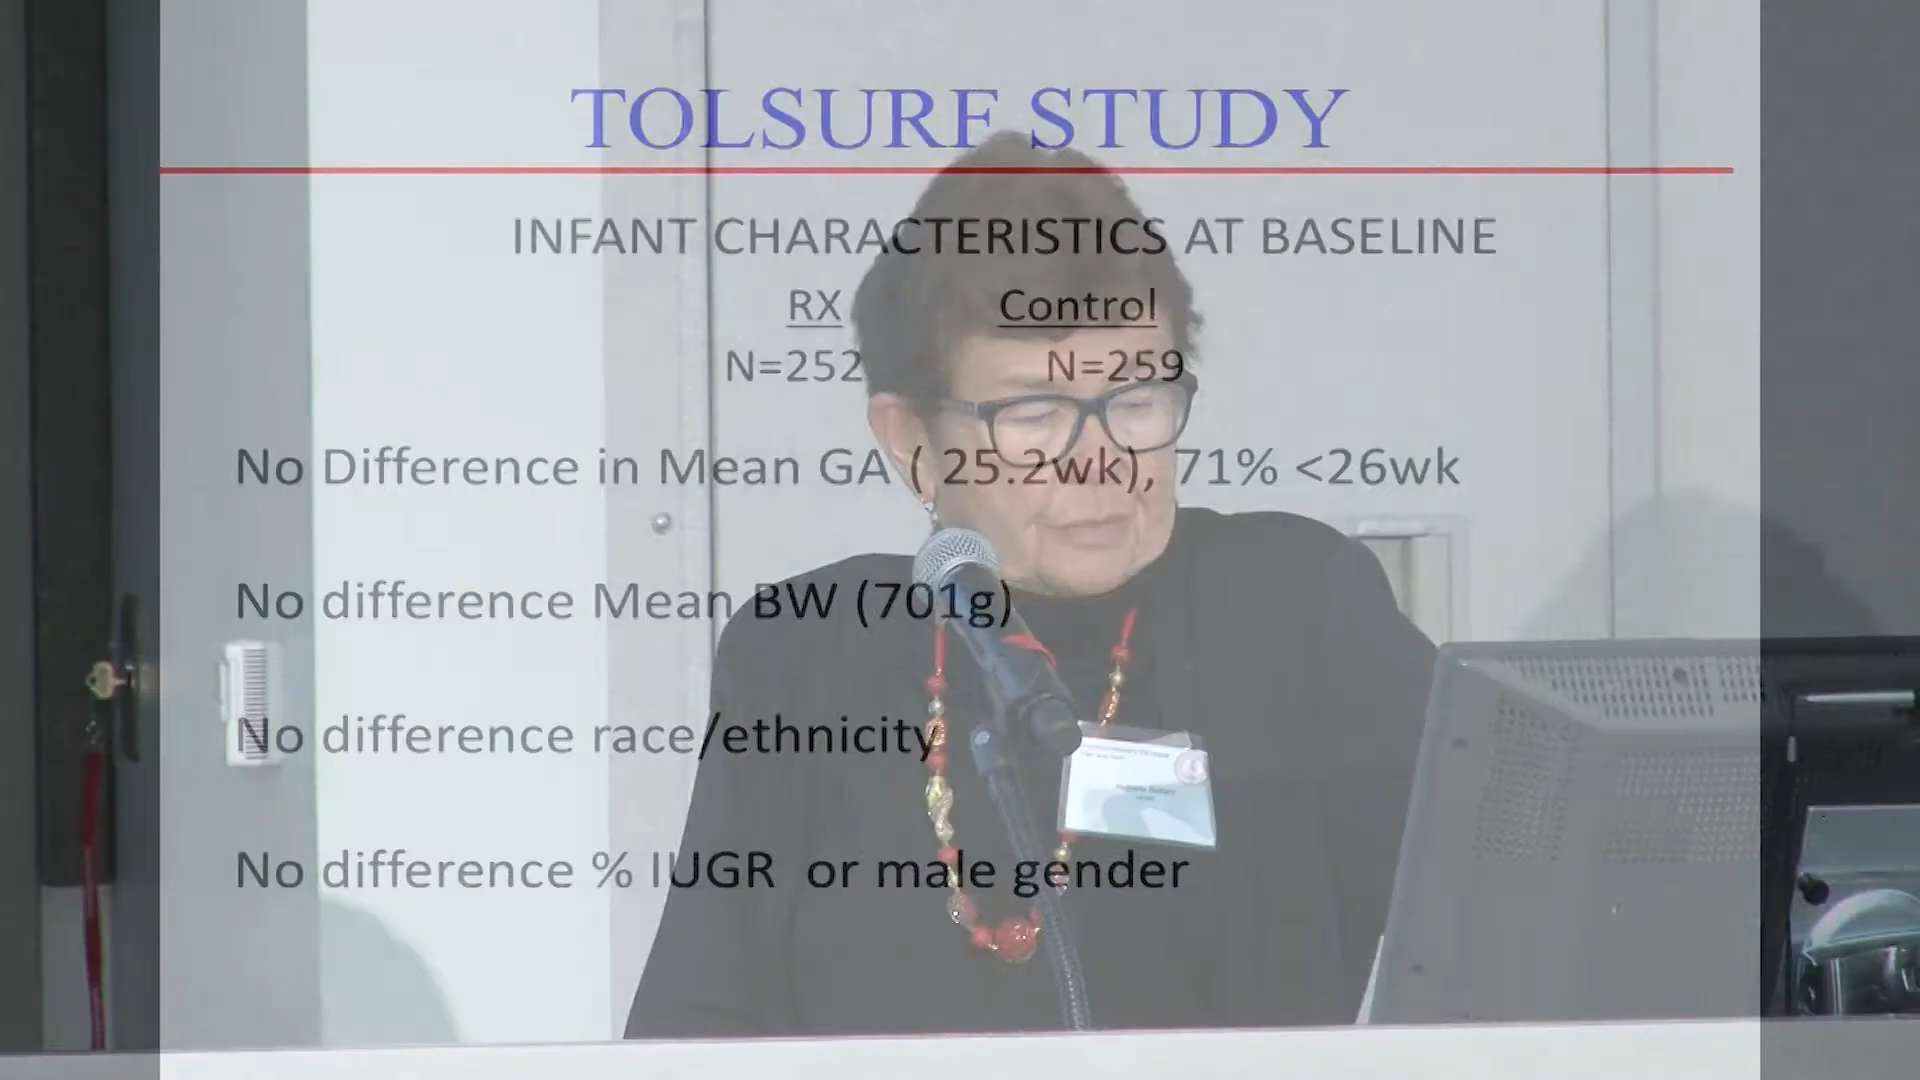 TOLSURF STUDY
INFANT CHARACTERISTICS AT BASELINE
RX Control
N=252 N=259
No Difference in Mean GA ( 25.2wk), 71% <26wk
No difference Mean BW (701g)
No difference race/ethnicity
No difference % IUGR or male gender